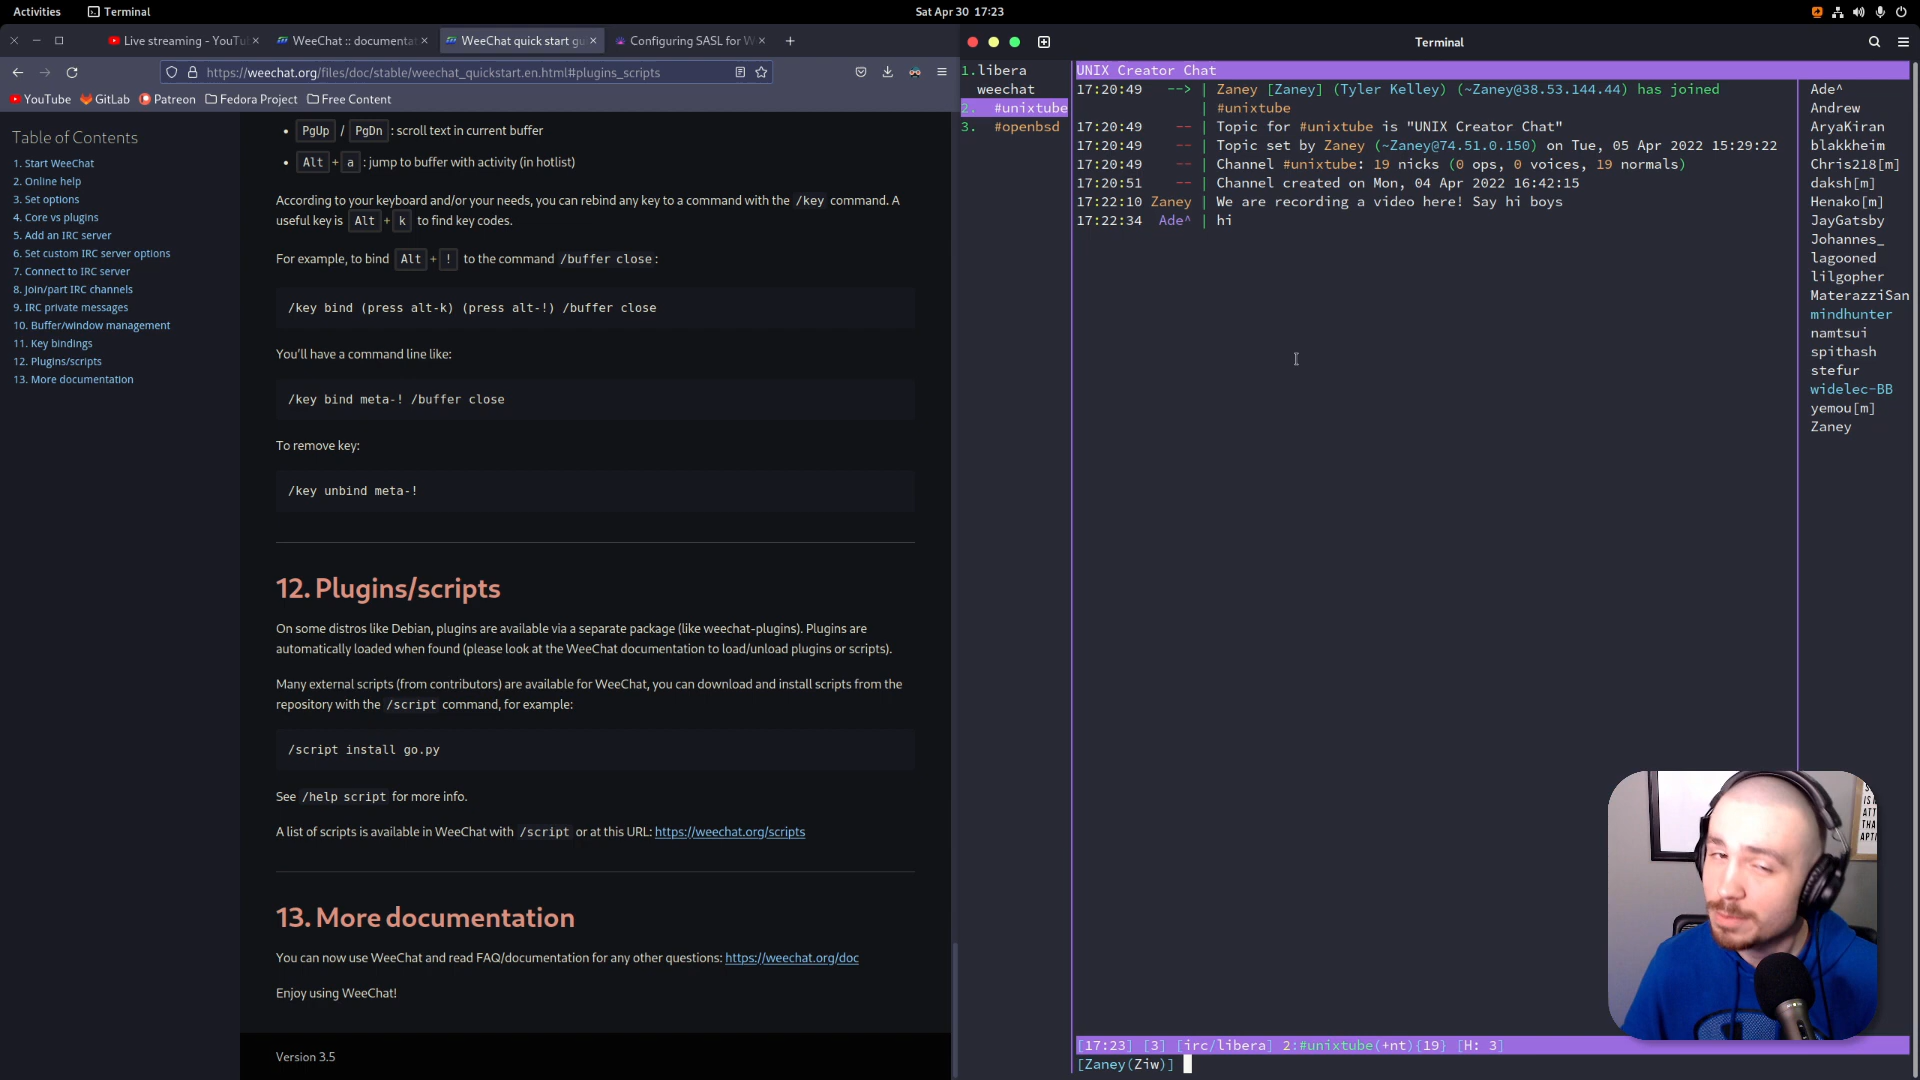 Activities
Terminal
Sat Apr 30 17:23
Live streaming - YouTu
WeeChat :: documentat
WeeChat quick start gu
Configuring SASL for W
https://weechat.org/files/doc/stable/weechat_quickstart.en.html#plugins_scripts
YouTube
GitLab
Patreon
Fedora Project
Free Content
Table of Contents
1. Start WeeChat
2. Online help
3. Set options
4. Core vs plugins
5. Add an IRC server
6. Set custom IRC server options
7. Connect to IRC server
8. Join/part IRC channels
9. IRC private messages
10. Buffer/window management
11. Key bindings
12. Plugins/scripts
13. More documentation
PgUp / PgDn : scroll text in current buffer
Alt + a : jump to buffer with activity (in hotlist)
According to your keyboard and/or your needs, you can rebind any key to a command with the /key command. A
useful key is Alt + k to find key codes.
For example, to bind Alt + ! to the command /buffer close:
/key bind (press alt-k) (press alt-!) /buffer close
You'll have a command line like:
/key bind meta-! /buffer close
To remove key:
/key unbind meta-!
12. Plugins/scripts
On some distros like Debian, plugins are available via a separate package (like weechat-plugins). Plugins are
automatically loaded when found (please look at the WeeChat documentation to load/unload plugins or scripts).
Many external scripts (from contributors) are available for WeeChat, you can download and install scripts from the
repository with the /script command, for example:
/script install go.py
See /help script for more info.
A list of scripts is available in WeeChat with /script or at this URL: https://weechat.org/scripts
13. More documentation
You can now use WeeChat and read FAQ/documentation for any other questions: https://weechat.org/doc
Enjoy using WeeChat!
Version 3.5
Terminal
1.libera
weechat
2. #unixtube
3. #openbsd
UNIX Creator Chat
17:20:49 --> | Zaney [Zaney] (Tyler Kelley) (~Zaney@38.53.144.44) has joined
| #unixtube
17:20:49 -- | Topic for #unixtube is "UNIX Creator Chat"
17:20:49 -- | Topic set by Zaney (~Zaney@74.51.0.150) on Tue, 05 Apr 2022 15:29:22
17:20:49 -- | Channel #unixtube: 19 nicks (0 ops, 0 voices, 19 normals)
17:20:51 -- | Channel created on Mon, 04 Apr 2022 16:42:15
17:22:10 Zaney | We are recording a video here! Say hi boys
17:22:34 Ade^ | hi
Ade^
Andrew
AryaKiran
blakkheim
Chris218[m]
daksh[m]
Henako[m]
JayGatsby
Johannes_
lagooned
lilgopher
MaterazziSan
mindhunter
namtsui
spithash
stefur
widelec-BB
yemou[m]
Zaney
[17:23] [3] [irc/libera] 2:#unixtube(+nt){19} [H: 3]
[Zaney(Ziw)]